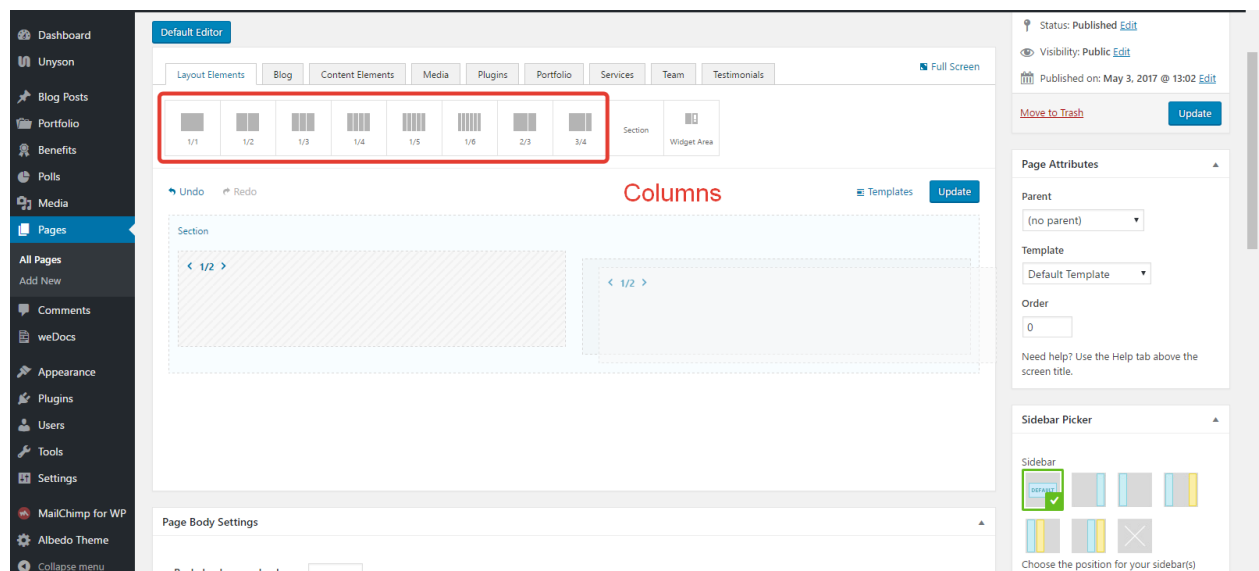 Dashboard
Unyson
Blog Posts
Portfolio
Benefits
Polls
Media
Pages
All Pages
Add New
Comments
weDocs
Appearance
Plugins
Users
Tools
Settings
MailChimp for WP
Albedo Theme
Collapse menu
Default Editor
Layout Elements Blog Content Elements Media Plugins Portfolio Services Team Testimonials Full Screen
1/1 1/2 1/3 1/4 1/5 1/6 2/3 3/4 Section Widget Area
Undo Redo Columns Templates Update
Section
1/2
1/2
Page Body Settings
Status: Published Edit
Visibility: Public Edit
Published on: May 3, 2017 @ 13:02 Edit
Move to Trash Update
Page Attributes
Parent
(no parent)
Template
Default Template
Order
0
Need help? Use the Help tab above the
screen title.
Sidebar Picker
Sidebar
DEFAULT
Choose the position for your sidebar(s)